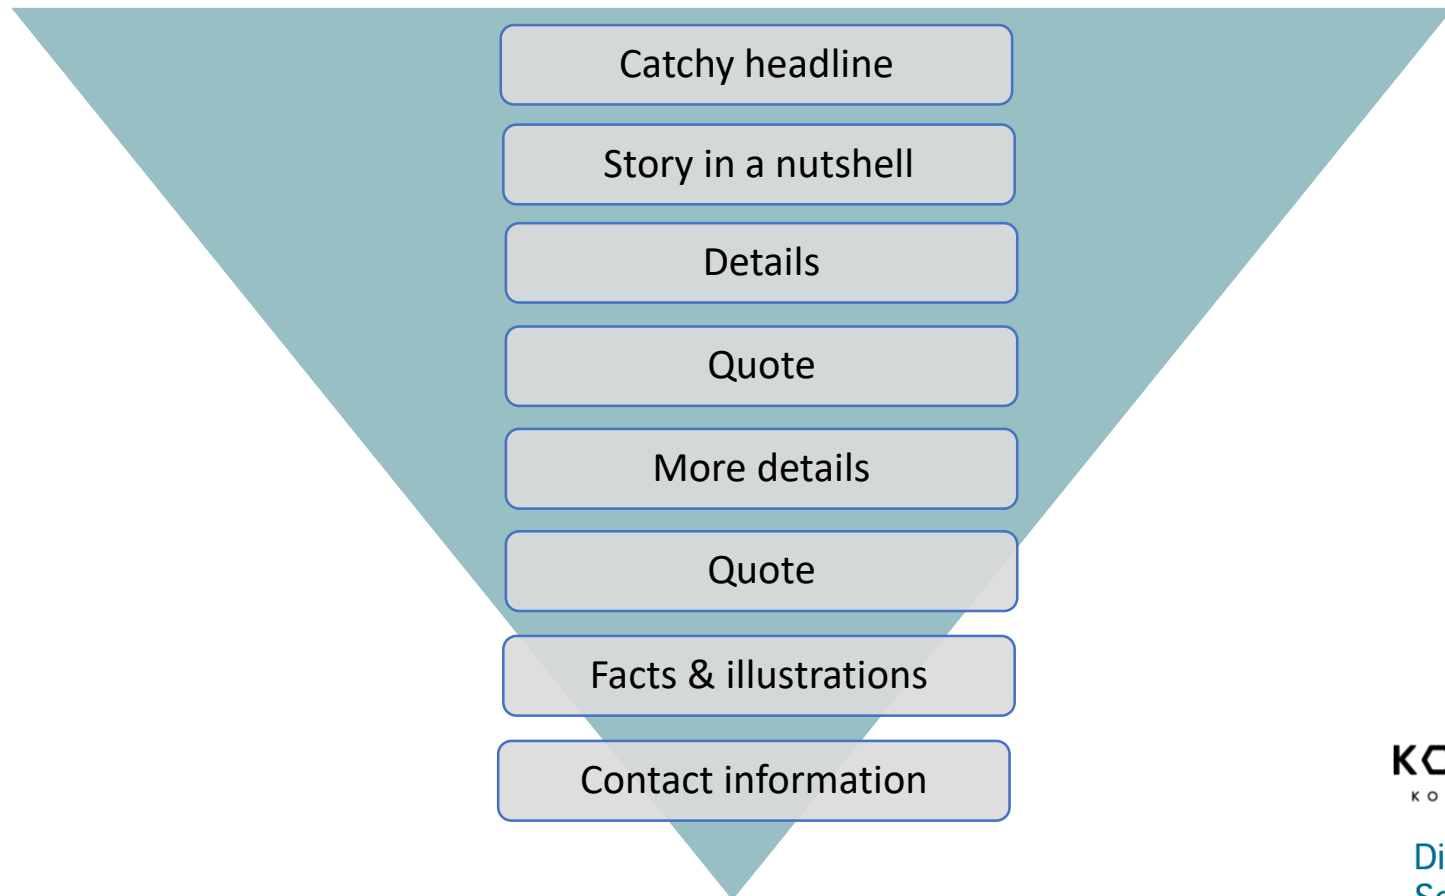 Catchy headline
Story in a nutshell
Details
Quote
More details
Quote
Facts & illustrations
Contact information